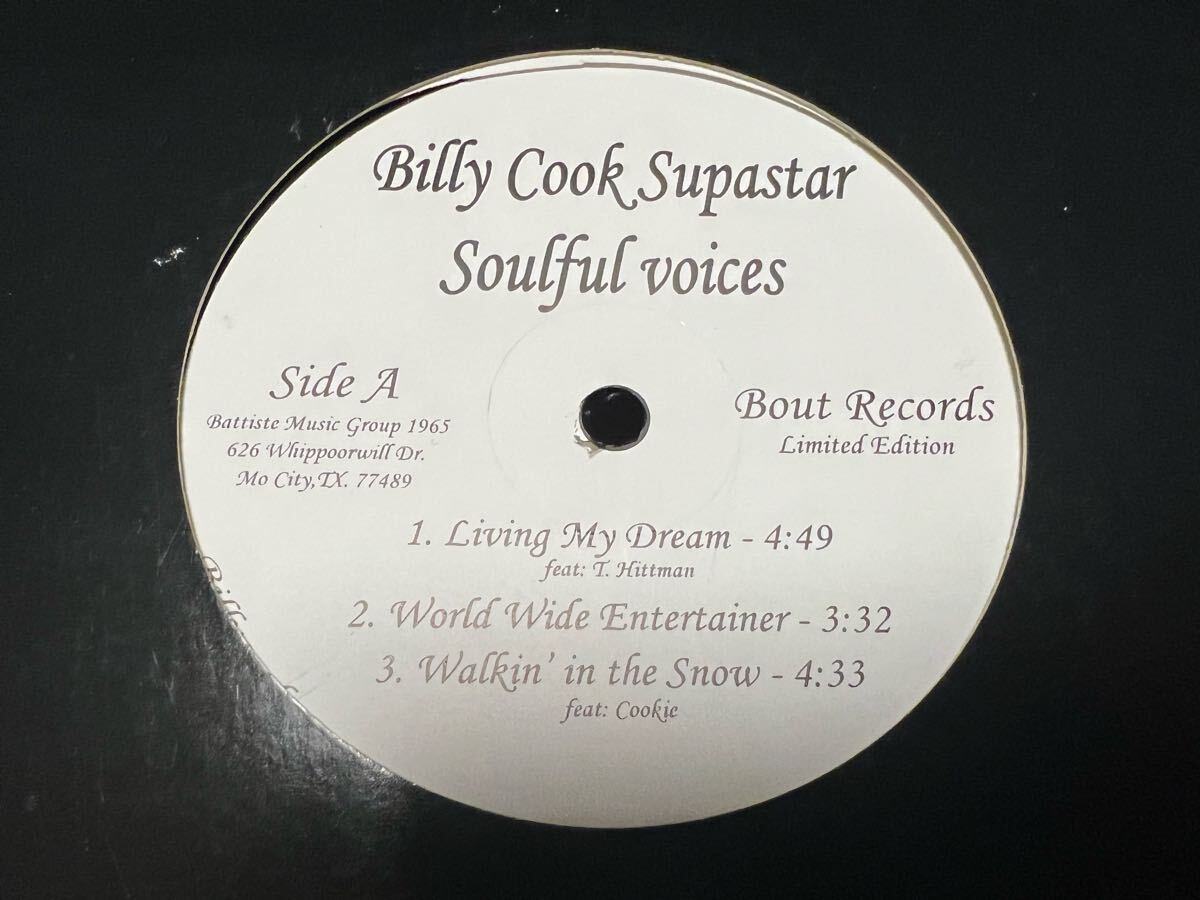 Billy Cook Supastar
Soulful voices
Side A
Battiste Music Group 1965
626 Whippoorwill Dr.
Mo City, TX. 77489
Bout Records
Limited Edition
1. Living My Dream - 4:49
feat: T. Hittman
2. World Wide Entertainer - 3:32
3. Walkin' in the Snow - 4:33
feat: Cookie